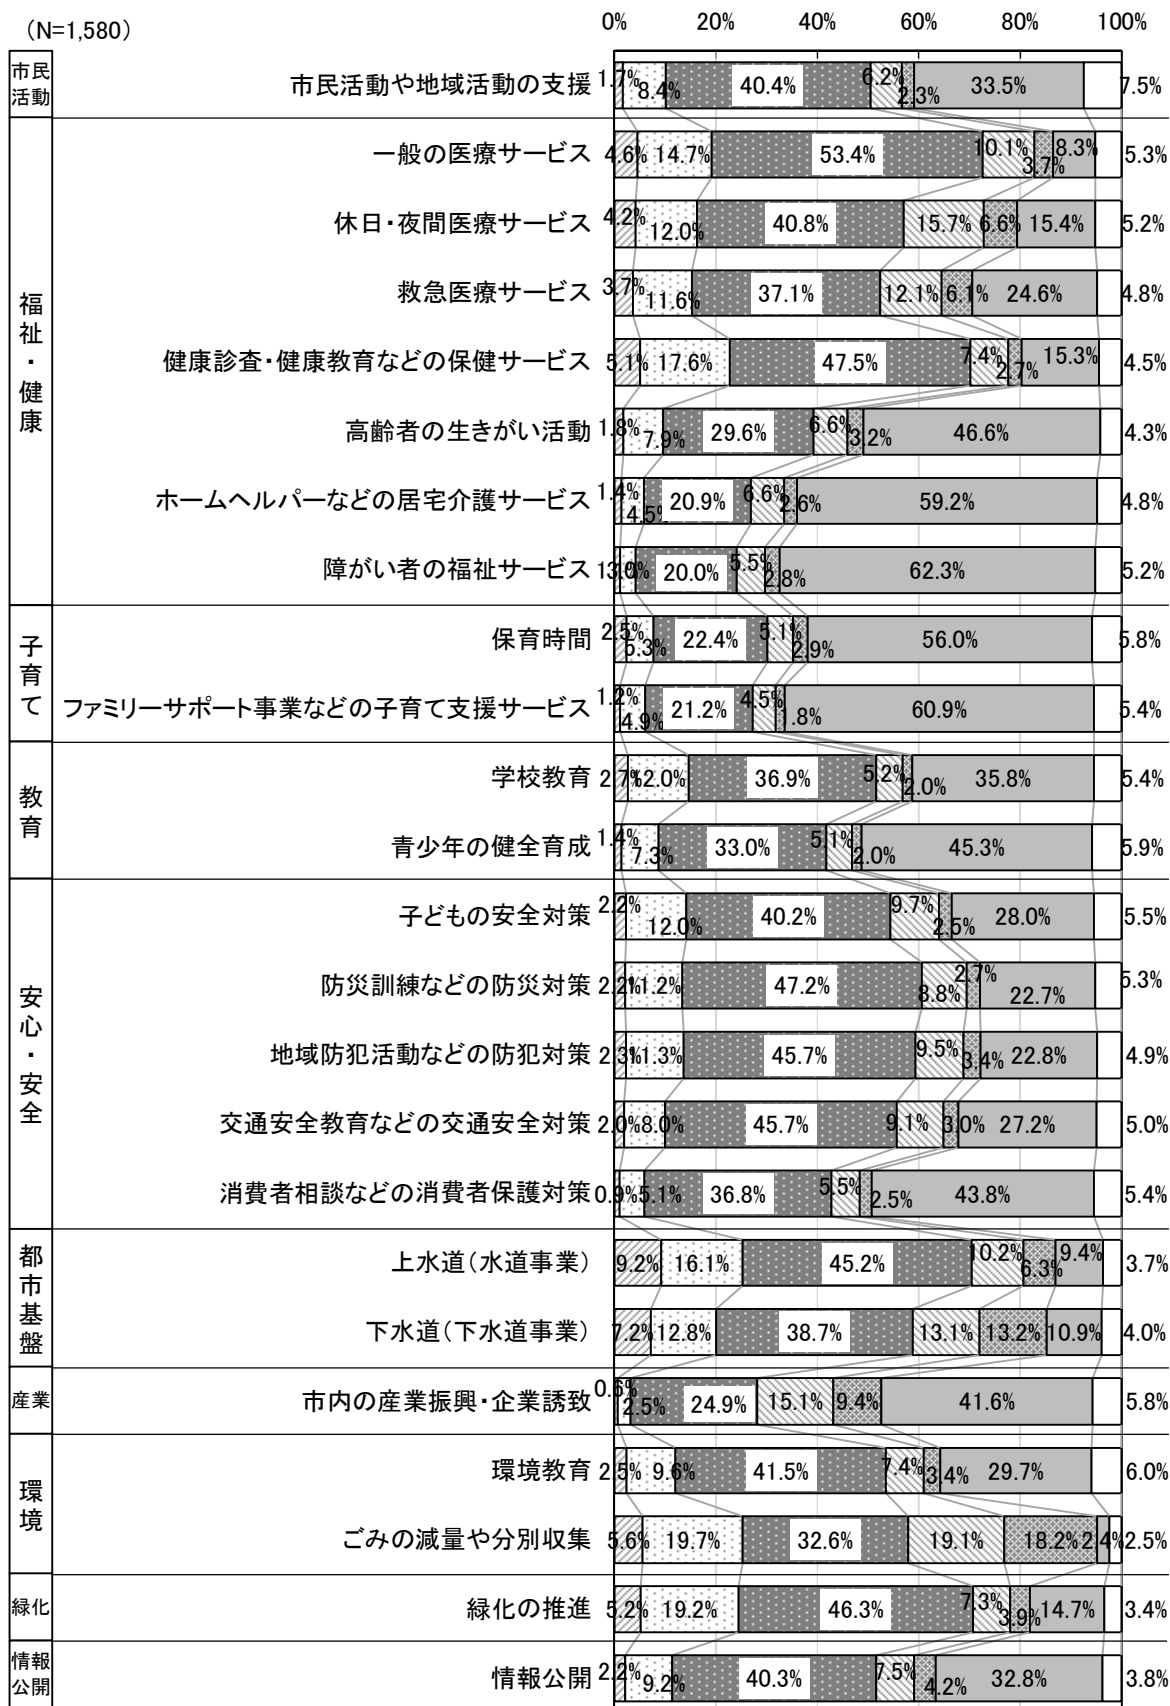 (N=1,580)
0% 20% 40% 60% 80% 100%
市民
活動
市民活動や地域活動の支援 1.7% 8.4% 40.4% 6.2% 2.3% 33.5% 7.5%
福祉・健康
一般の医療サービス 4.6% 14.7% 53.4% 10.1% 3.7% 8.3% 5.3%
休日・夜間医療サービス 4.2% 12.0% 40.8% 15.7% 6.6% 15.4% 5.2%
救急医療サービス 3.7% 11.6% 37.1% 12.1% 6.1% 24.6% 4.8%
健康診査・健康教育などの保健サービス 5.1% 17.6% 47.5% 7.4% 2.7% 15.3% 4.5%
高齢者の生きがい活動 1.8% 7.9% 29.6% 6.6% 3.2% 46.6% 4.3%
ホームヘルパーなどの居宅介護サービス 1.4% 4.5% 20.9% 6.6% 2.6% 59.2% 4.8%
障がい者の福祉サービス 3.0% 20.0% 5.5% 2.8% 62.3% 5.2%
子育て
保育時間 2.5% 5.3% 22.4% 5.1% 2.9% 56.0% 5.8%
ファミリーサポート事業などの子育て支援サービス 1.2% 4.9% 21.2% 4.5% 1.8% 60.9% 5.4%
教育
学校教育 2.7% 12.0% 36.9% 5.2% 2.0% 35.8% 5.4%
青少年の健全育成 1.4% 7.3% 33.0% 5.1% 2.0% 45.3% 5.9%
安心・安全
子どもの安全対策 2.2% 12.0% 40.2% 9.7% 2.5% 28.0% 5.5%
防災訓練などの防災対策 2.2% 11.2% 47.2% 8.8% 2.7% 22.7% 5.3%
地域防犯活動などの防犯対策 2.3% 11.3% 45.7% 9.5% 3.4% 22.8% 4.9%
交通安全教育などの交通安全対策 2.0% 8.0% 45.7% 9.1% 3.0% 27.2% 5.0%
消費者相談などの消費者保護対策 0.9% 5.1% 36.8% 5.5% 2.5% 43.8% 5.4%
都市基盤
上水道（水道事業） 9.2% 16.1% 45.2% 10.2% 6.3% 9.4% 3.7%
下水道（下水道事業） 7.2% 12.8% 38.7% 13.1% 13.2% 10.9% 4.0%
産業
市内の産業振興・企業誘致 0.6% 2.5% 24.9% 15.1% 9.4% 41.6% 5.8%
環境
環境教育 2.5% 9.6% 41.5% 7.4% 3.4% 29.7% 6.0%
ごみの減量や分別収集 5.6% 19.7% 32.6% 19.1% 18.2% 2.4% 2.5%
緑化
緑化の推進 5.2% 19.2% 46.3% 7.3% 3.9% 14.7% 3.4%
情報
公開
情報公開 2.2% 9.2% 40.3% 7.5% 4.2% 32.8% 3.8%